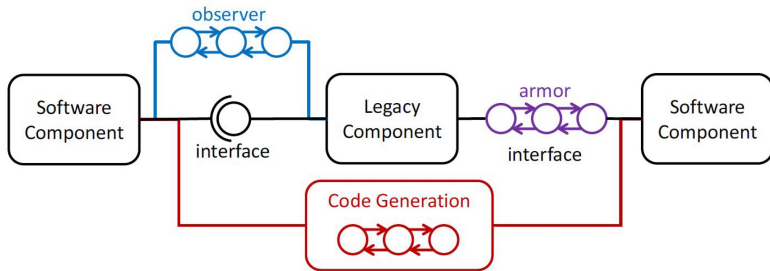 observer
Software
Component
interface
Legacy
Component
armor
interface
Software
Component
Code Generation